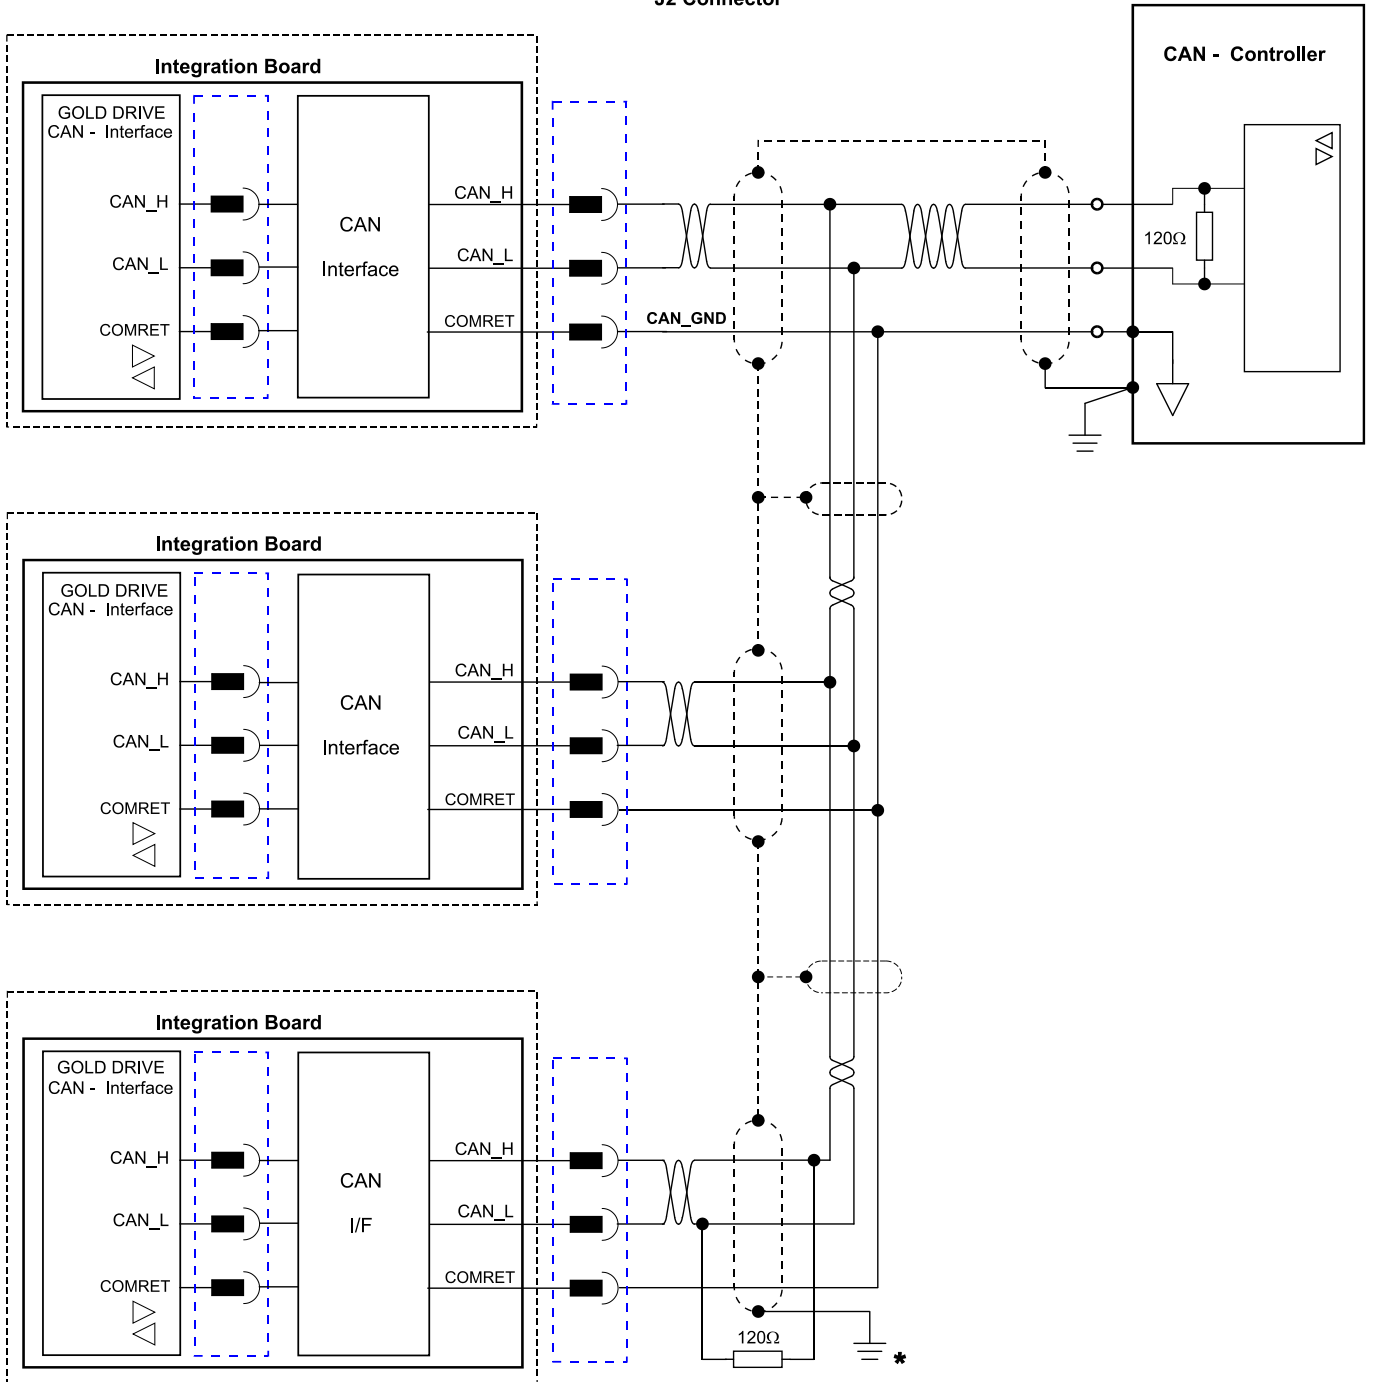 J2 Connector
CAN - Controller
120Ω
Integration Board
GOLD DRIVE
CAN - Interface
CAN_H
CAN_L
COMRET
CAN
Interface
CAN_H
CAN_L
COMRET
CAN_GND
Integration Board
GOLD DRIVE
CAN - Interface
CAN_H
CAN_L
COMRET
CAN
Interface
CAN_H
CAN_L
COMRET
Integration Board
GOLD DRIVE
CAN - Interface
CAN_H
CAN_L
COMRET
CAN
I/F
CAN_H
CAN_L
COMRET
120Ω
*